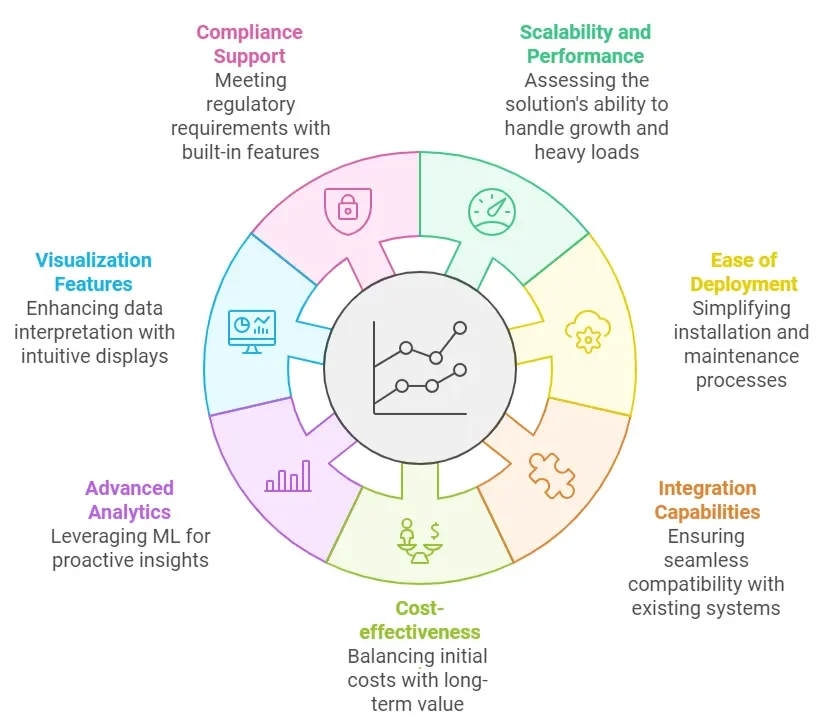 Compliance
Support
Meeting
regulatory
requirements with
built-in features
Scalability and
Performance
Assessing the
solution's ability to
handle growth and
heavy loads
Visualization
Features
Enhancing data
interpretation with
intuitive displays
Ease of
Deployment
Simplifying
installation and
maintenance
processes
Advanced
Analytics
Leveraging ML for
proactive insights
Integration
Capabilities
Ensuring
seamless
compatibility with
existing systems
$
Cost-
effectiveness
Balancing initial
costs with long-
term value